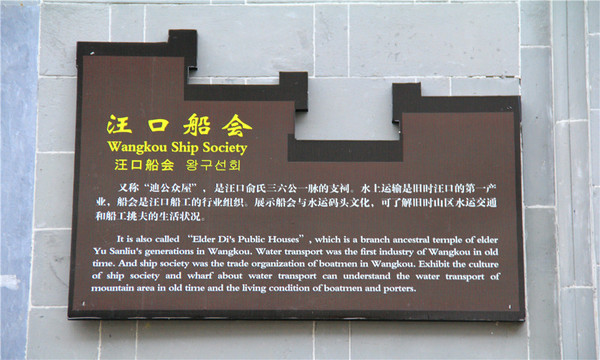 汪口船会
Wangkou Ship Society
汪口船会 왕구선회
又称“迪公众屋”，是汪口俞氏三六公一脉的支祠。水上运输是旧时汪口的第一产
业，船会是汪口船工的行业组织。展示船会与水运码头文化，可了解旧时山区水运交通
和船工挑夫的生活状况。
It is also called “Elder Di's Public Houses”, which is a branch ancestral temple of elder
Yu Sanliu's generations in Wangkou. Water transport was the first industry of Wangkou in old
time. And ship society was the trade organization of boatmen in Wangkou. Exhibit the culture
of ship society and wharf about water transport can understand the water transport of
mountain area in old time and the living condition of boatmen and porters.